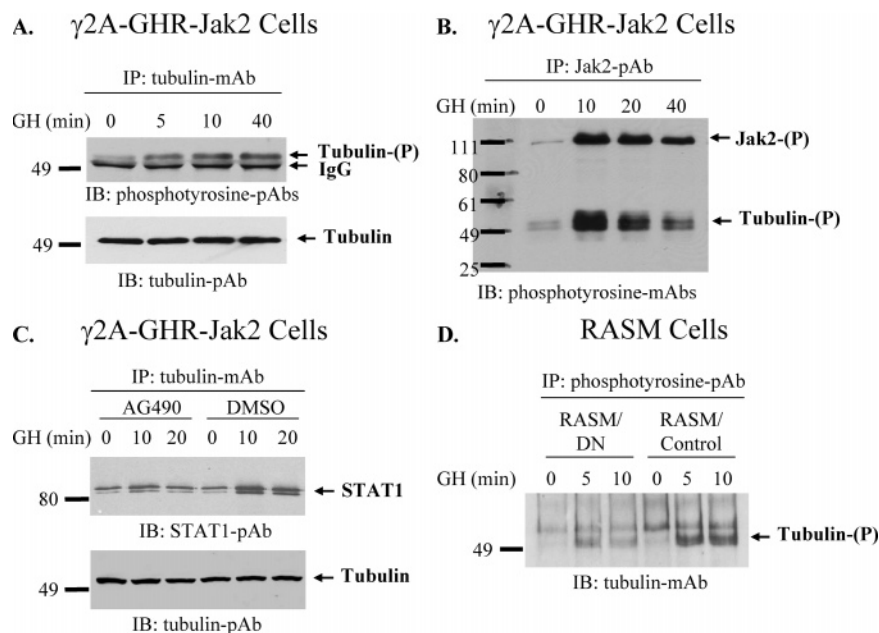 A. γ2A-GHR-Jak2 Cells
IP: tubulin-mAb
GH (min) 0 5 10 40
Tubulin-(P)
IgG
49
IB: phosphotyrosine-pAbs
49
Tubulin
IB: tubulin-pAb
B. γ2A-GHR-Jak2 Cells
IP: Jak2-pAb
GH (min) 0 10 20 40
111
Jak2-(P)
80
61
Tubulin-(P)
49
25
IB: phosphotyrosine-mAbs
C. γ2A-GHR-Jak2 Cells
IP: tubulin-mAb
AG490 DMSO
GH (min) 0 10 20 0 10 20
80
STAT1
IB: STAT1-pAb
49
Tubulin
IB: tubulin-pAb
D. RASM Cells
IP: phosphotyrosine-pAb
RASM/ RASM/
DN Control
GH (min) 0 5 10 0 5 10
Tubulin-(P)
49
IB: tubulin-mAb